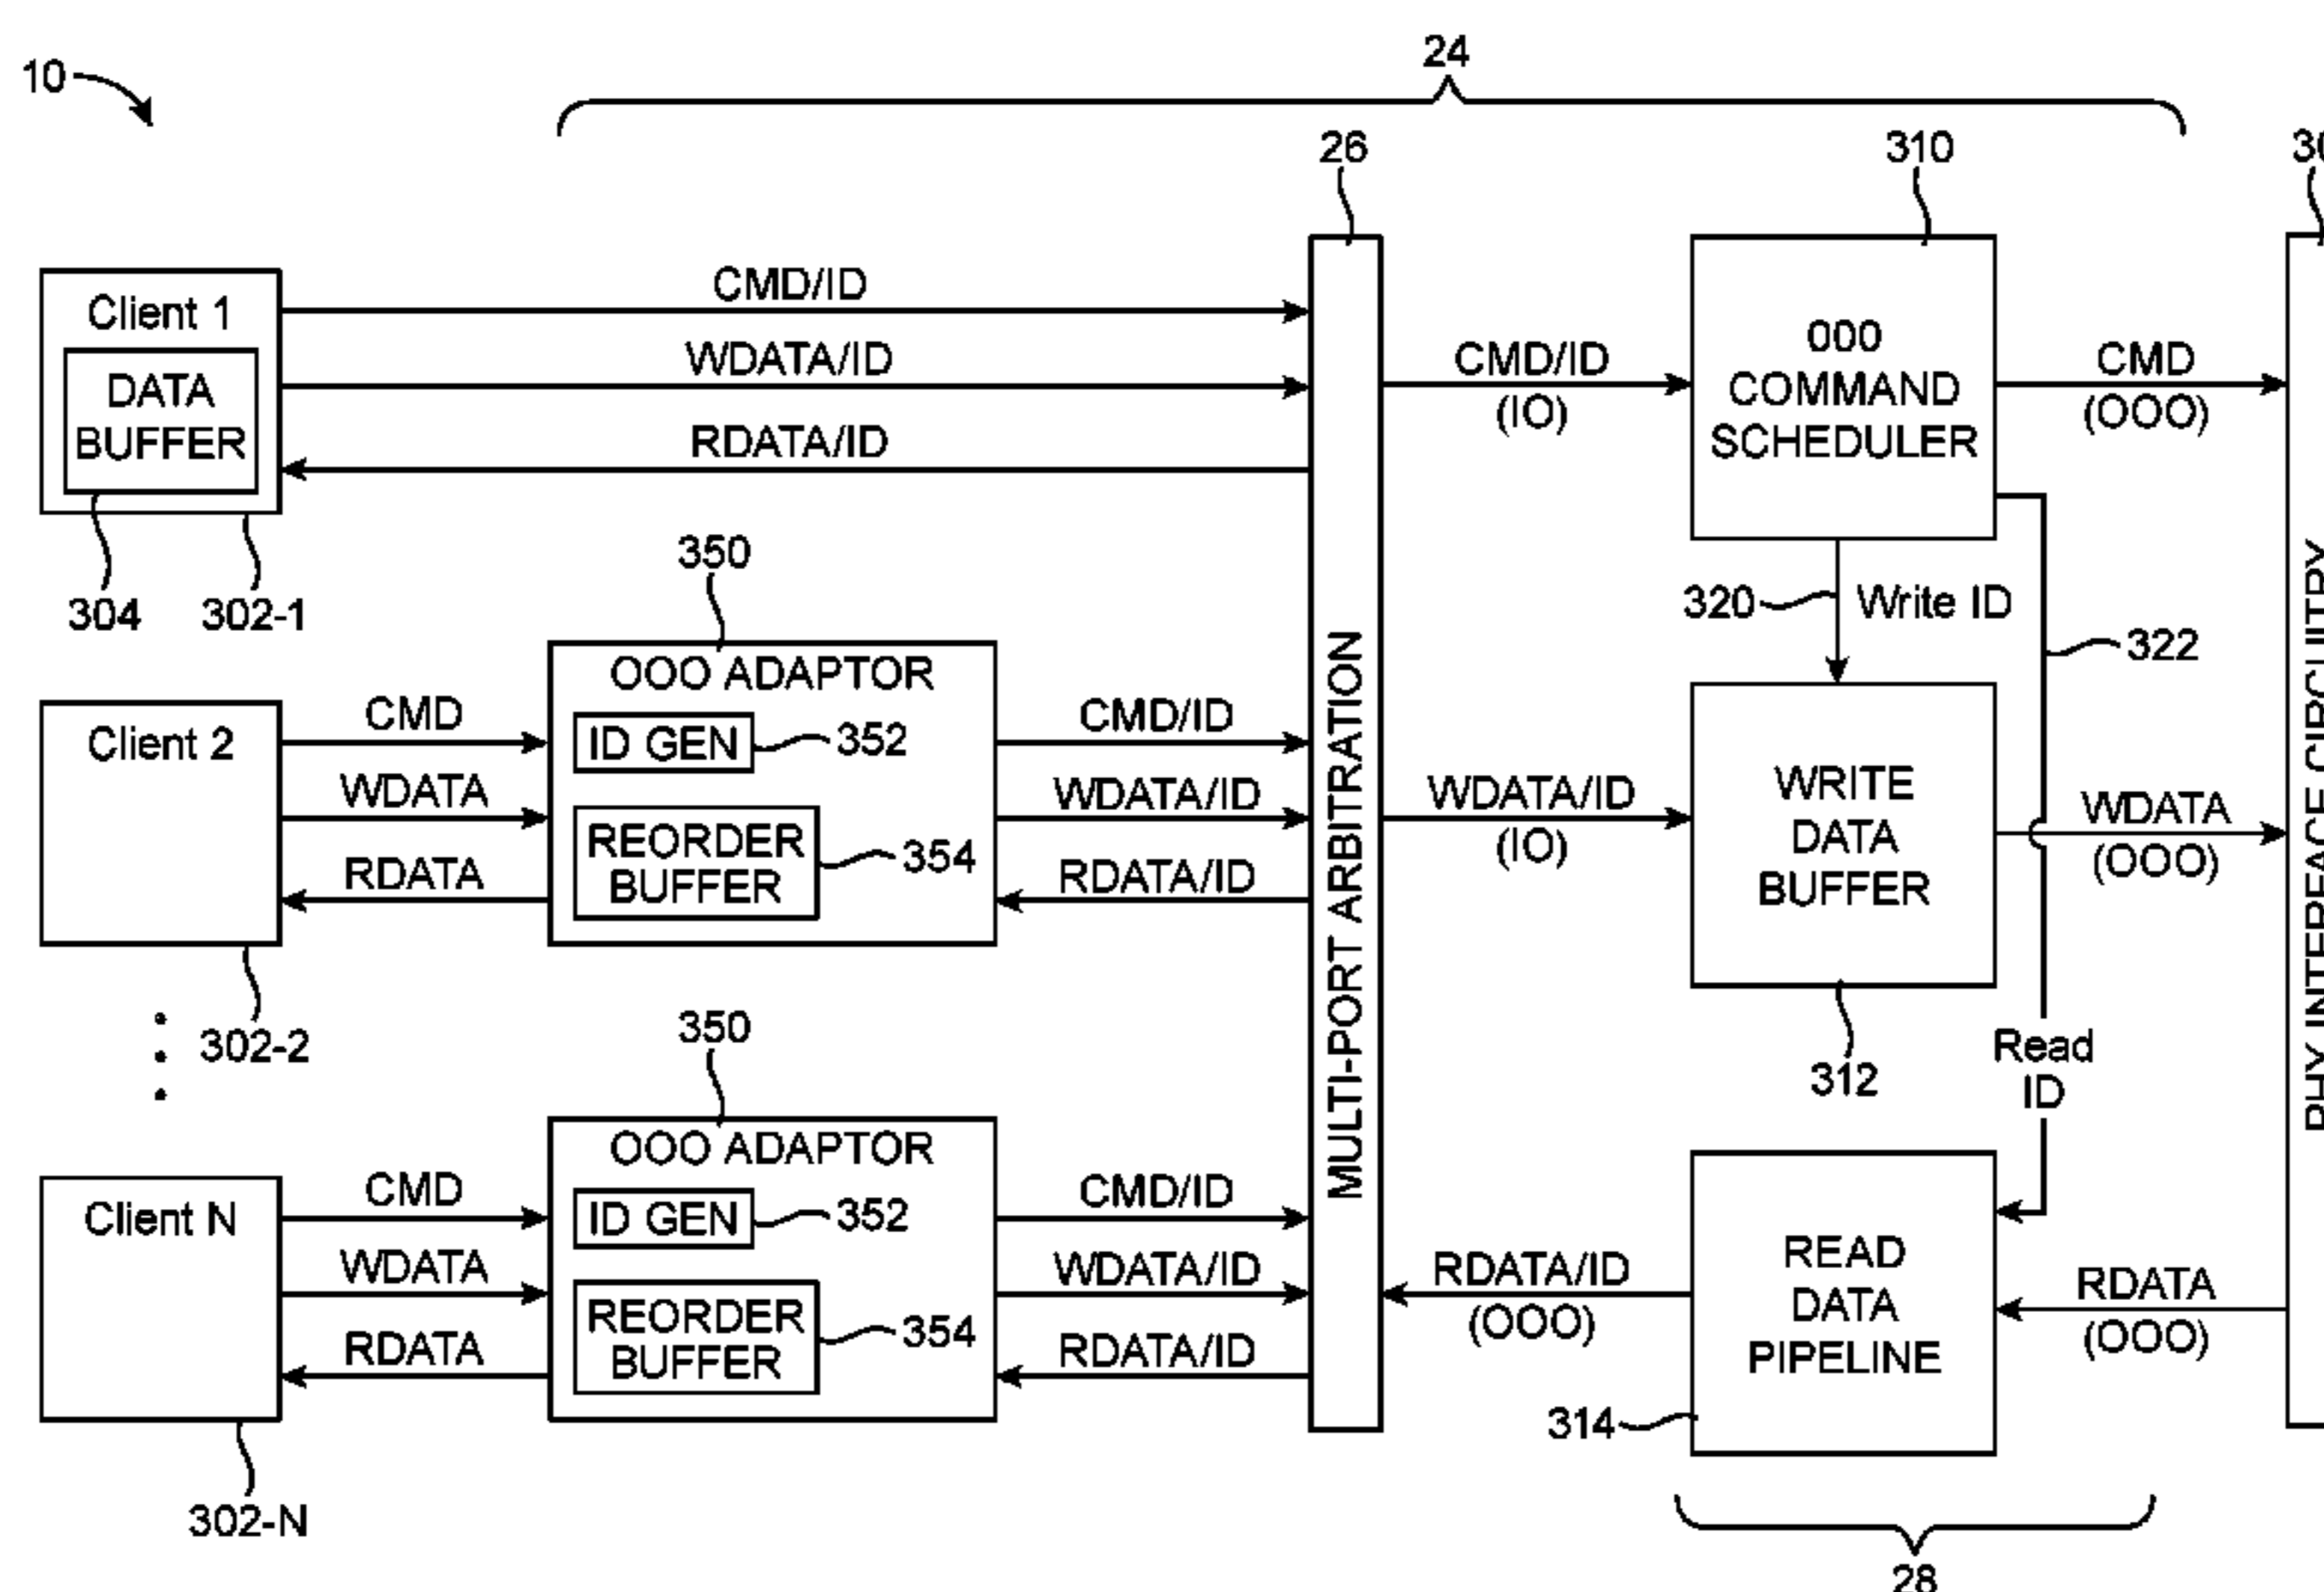 24
10
26
310
30
Client 1
DATA
BUFFER
304
302-1
CMD/ID
WDATA/ID
RDATA/ID
CMD/ID
(IO)
000
COMMAND
SCHEDULER
CMD
(OOO)
320
Write ID
322
350
OOO ADAPTOR
ID GEN
352
REORDER
BUFFER
354
Client 2
302-2
CMD
WDATA
RDATA
CMD/ID
WDATA/ID
RDATA/ID
MULTI-PORT ARBITRATION
WDATA/ID
(IO)
WRITE
DATA
BUFFER
312
WDATA
(OOO)
Read
ID
PHY INTERFACE CIRCUITRY
350
OOO ADAPTOR
ID GEN
352
REORDER
BUFFER
354
Client N
302-N
CMD
WDATA
RDATA
CMD/ID
WDATA/ID
RDATA/ID
RDATA/ID
(OOO)
READ
DATA
PIPELINE
314
RDATA
(OOO)
28